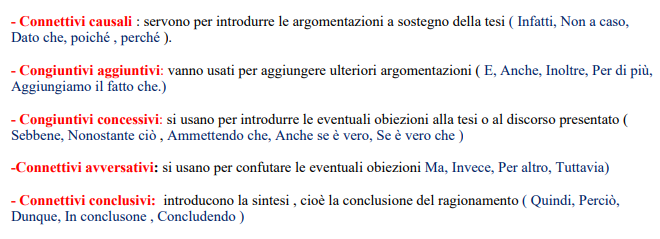 - Connettivi causali : servono per introdurre le argomentazioni a sostegno della tesi ( Infatti, Non a caso,
Dato che, poiché , perché ).
- Congiuntivi aggiuntivi: vanno usati per aggiungere ulteriori argomentazioni ( E, Anche, Inoltre, Per di più,
Aggiungiamo il fatto che.)
- Congiuntivi concessivi: si usano per introdurre le eventuali obiezioni alla tesi o al discorso presentato (
Sebbene, Nonostante ciò , Ammettendo che, Anche se è vero, Se è vero che )
-Connettivi avversativi: si usano per confutare le eventuali obiezioni Ma, Invece, Per altro, Tuttavia)
- Connettivi conclusivi: introducono la sintesi , cioè la conclusione del ragionamento ( Quindi, Perciò,
Dunque, In conclusone , Concludendo )